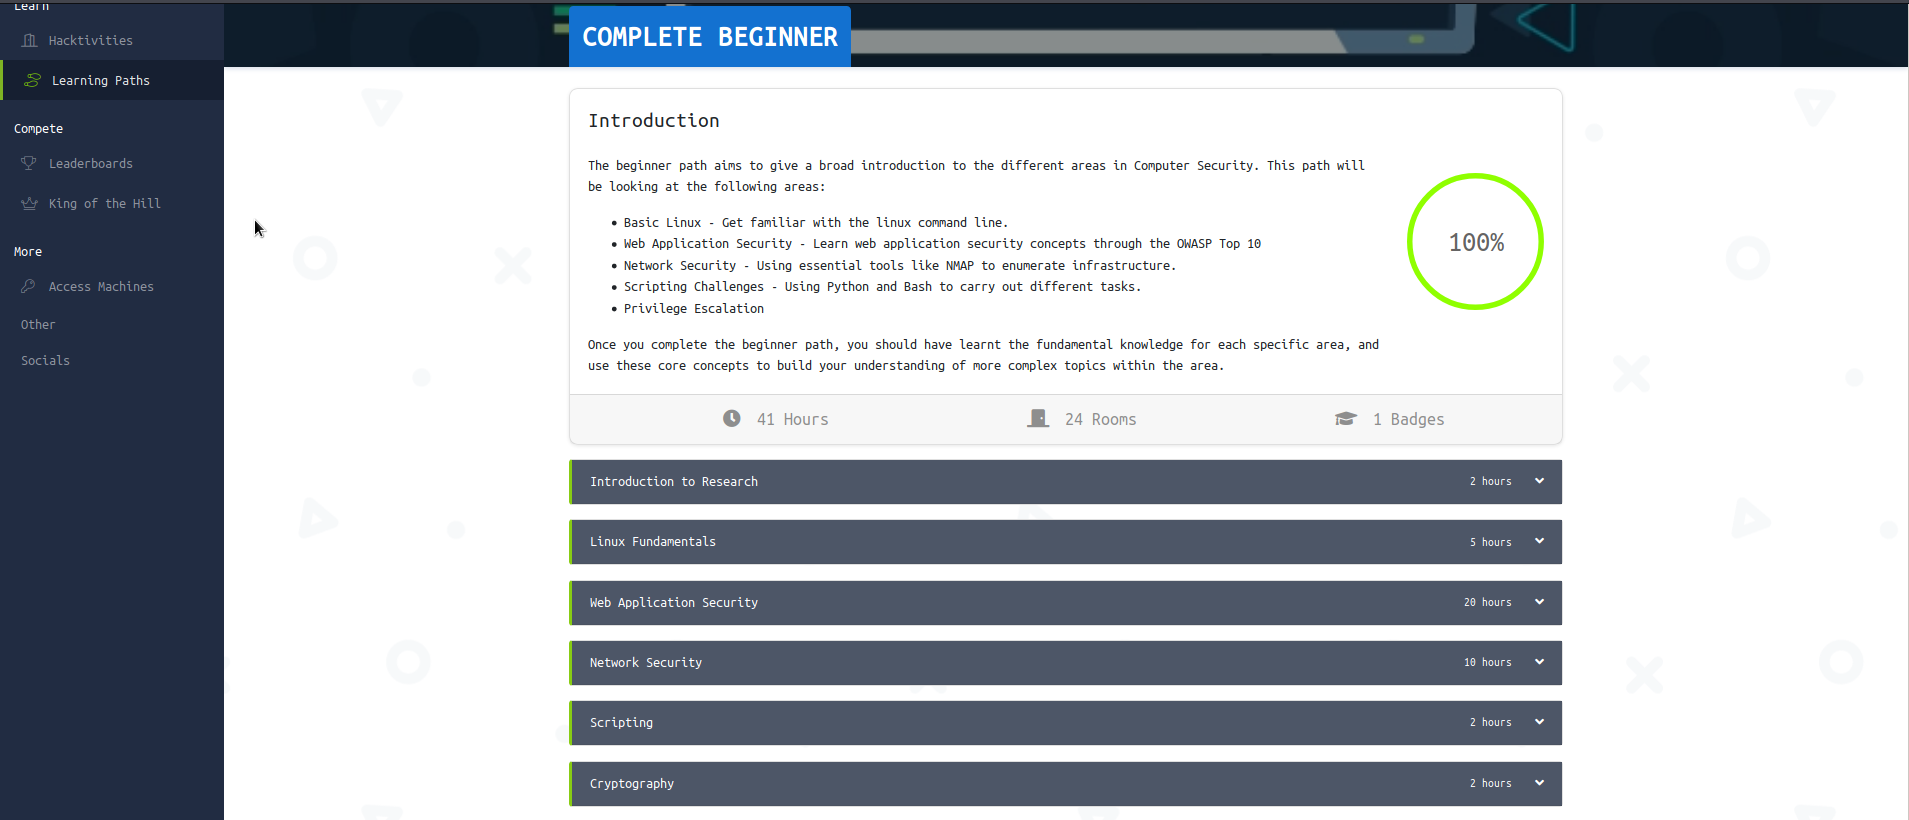 Learn
Hacktivities
Learning Paths
Compete
Leaderboards
King of the Hill
More
Access Machines
Other
Socials
COMPLETE BEGINNER
Introduction
The beginner path aims to give a broad introduction to the different areas in Computer Security. This path will
be looking at the following areas:
• Basic Linux - Get familiar with the linux command line.
• Web Application Security - Learn web application security concepts through the OWASP Top 10
• Network Security - Using essential tools like NMAP to enumerate infrastructure.
• Scripting Challenges - Using Python and Bash to carry out different tasks.
• Privilege Escalation
Once you complete the beginner path, you should have learnt the fundamental knowledge for each specific area, and
use these core concepts to build your understanding of more complex topics within the area.
100%
41 Hours
24 Rooms
1 Badges
Introduction to Research
2 hours
Linux Fundamentals
5 hours
Web Application Security
20 hours
Network Security
10 hours
Scripting
2 hours
Cryptography
2 hours